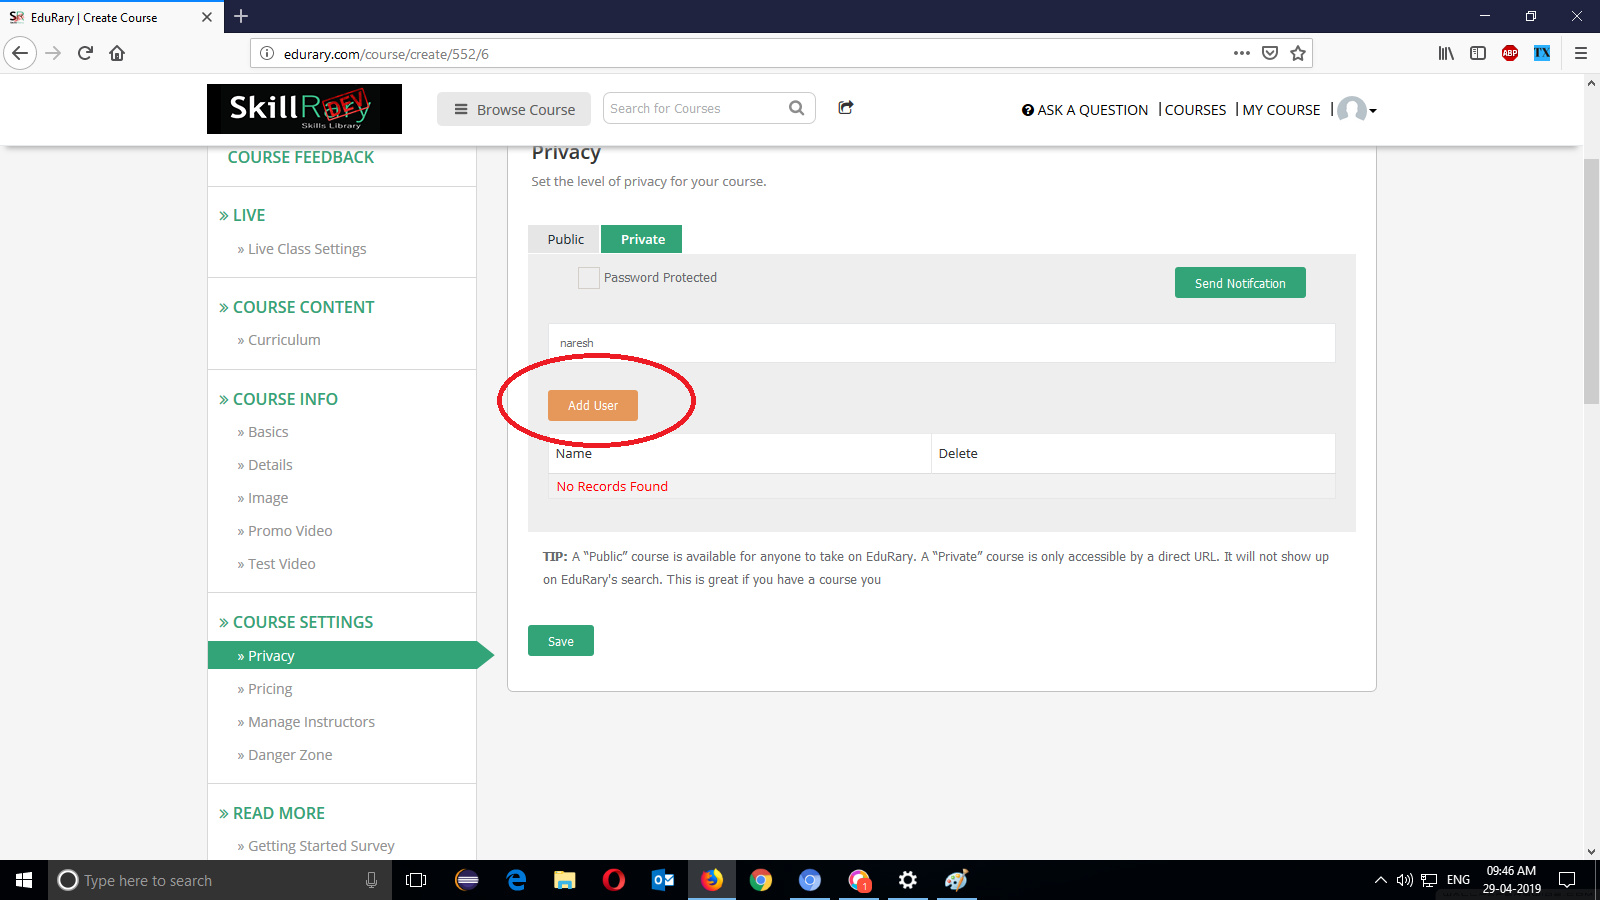 EduRary | Create Course
edurary.com/course/create/552/6
ABP
TX
SkillRary
DEV
Skills Library
Browse Course
Search for Courses
ASK A QUESTION | COURSES | MY COURSE |
COURSE FEEDBACK
» LIVE
» Live Class Settings
» COURSE CONTENT
» Curriculum
» COURSE INFO
» Basics
» Details
» Image
» Promo Video
» Test Video
» COURSE SETTINGS
» Privacy
» Pricing
» Manage Instructors
» Danger Zone
» READ MORE
» Getting Started Survey
Privacy
Set the level of privacy for your course.
Public Private
Password Protected
Send Notifcation
naresh
Add User
Name Delete
No Records Found
TIP: A “Public” course is available for anyone to take on EduRary. A “Private” course is only accessible by a direct URL. It will not show up
on EduRary's search. This is great if you have a course you
Save
Type here to search
1
ENG
09:46 AM
29-04-2019